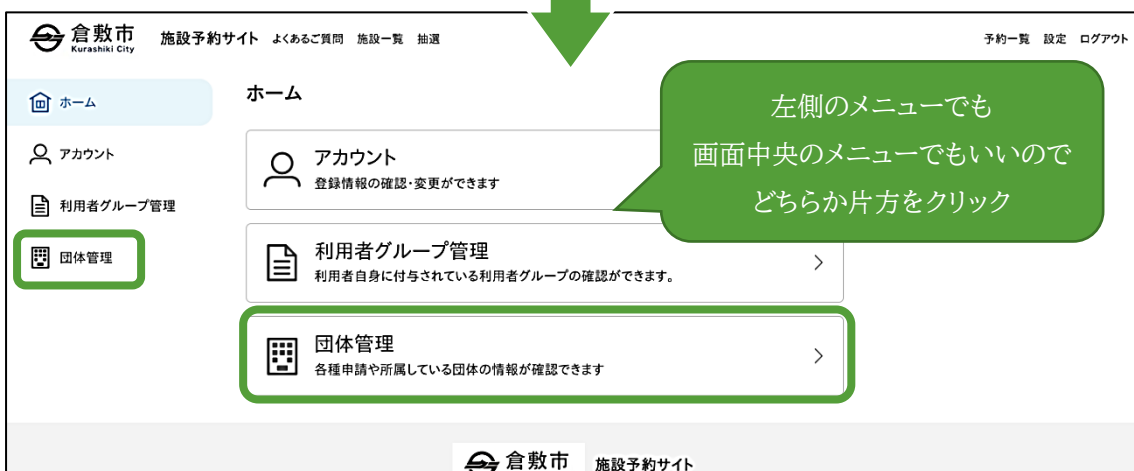 倉敷市
Kurashiki City
施設予約サイト よくあるご質問 施設一覧 抽選
予約一覧 設定 ログアウト
ホーム
アカウント
利用者グループ管理
団体管理
ホーム
アカウント
登録情報の確認・変更ができます
利用者グループ管理
利用者自身に付与されている利用者グループの確認ができます。
団体管理
各種申請や所属している団体の情報が確認できます
左側のメニューでも
画面中央のメニューでもいいので
どちらか片方をクリック
倉敷市 施設予約サイト